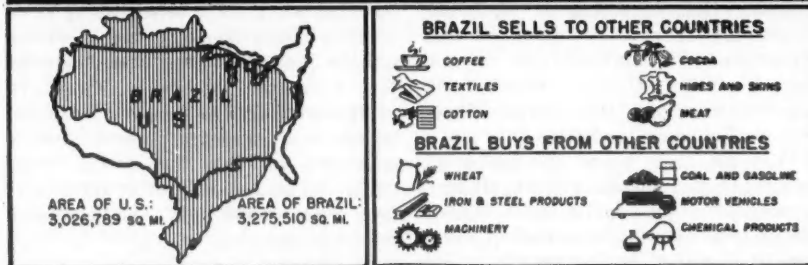 BRAZIL
U. S.
AREA OF U. S.:
3,026,789 SQ. MI.
AREA OF BRAZIL:
3,275,510 SQ. MI.
BRAZIL SELLS TO OTHER COUNTRIES
COFFEE
TEXTILES
COTTON
COCOA
HIDES AND SKINS
MEAT
BRAZIL BUYS FROM OTHER COUNTRIES
WHEAT
IRON & STEEL PRODUCTS
MACHINERY
COAL AND GASOLINE
MOTOR VEHICLES
CHEMICAL PRODUCTS